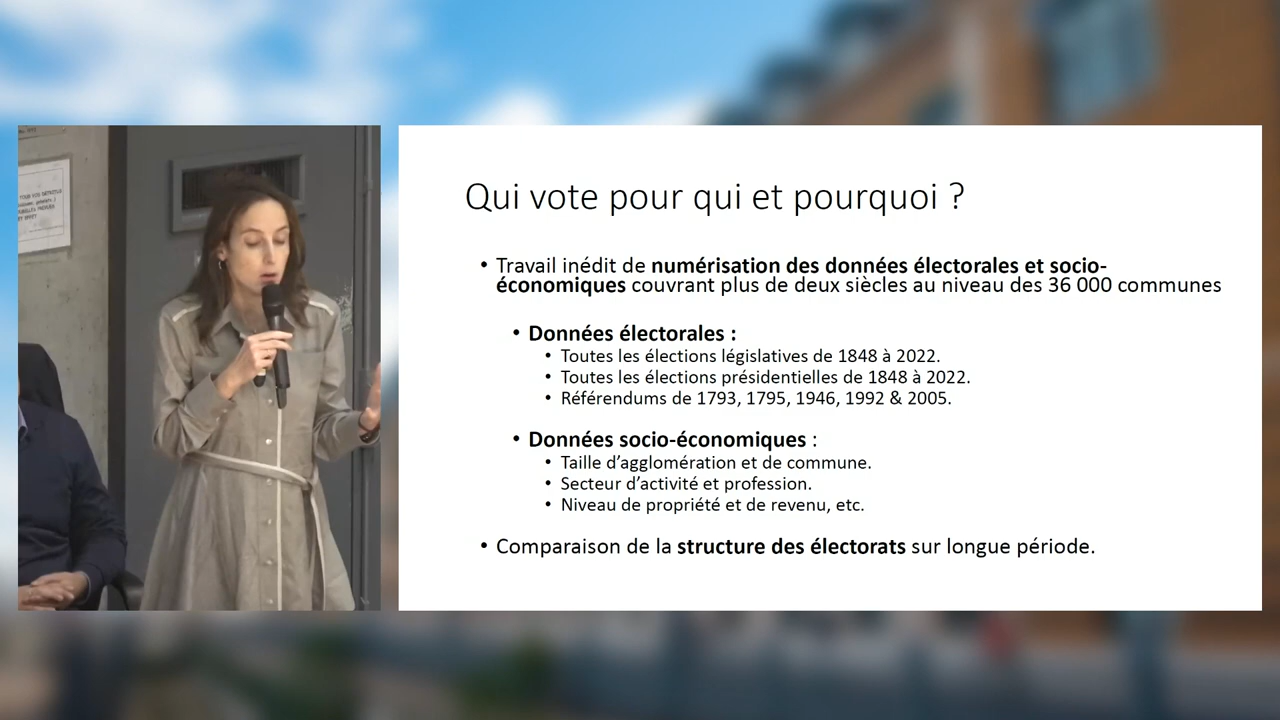 Qui vote pour qui et pourquoi ?
• Travail inédit de numérisation des données électorales et socio-
économiques couvrant plus de deux siècles au niveau des 36 000 communes
• Données électorales :
• Toutes les élections législatives de 1848 à 2022.
• Toutes les élections présidentielles de 1848 à 2022.
• Référendums de 1793, 1795, 1946, 1992 & 2005.
• Données socio-économiques :
• Taille d’agglomération et de commune.
• Secteur d’activité et profession.
• Niveau de propriété et de revenu, etc.
• Comparaison de la structure des électorats sur longue période.